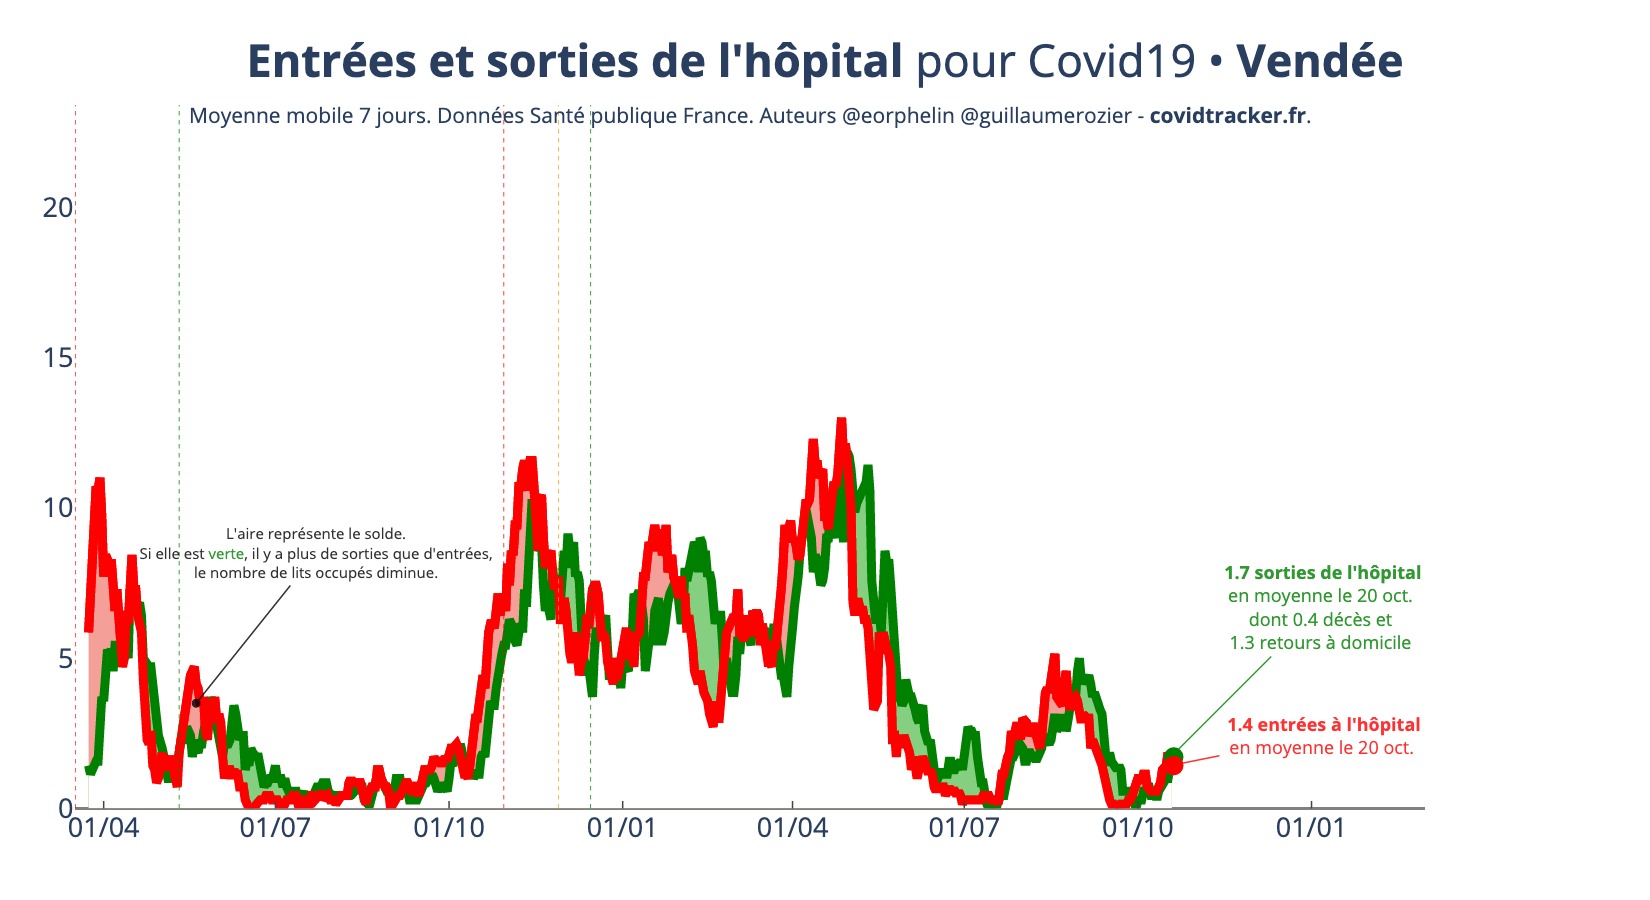 Entrées et sorties de l'hôpital pour Covid19 • Vendée
Moyenne mobile 7 jours. Données Santé publique France. Auteurs @eorphelin @guillaumerozier - covidtracker.fr.
20
15
10
5
0
L'aire représente le solde.
Si elle est verte, il y a plus de sorties que d'entrées,
le nombre de lits occupés diminue.
1.7 sorties de l'hôpital
en moyenne le 20 oct.
dont 0.4 décès et
1.3 retours à domicile
1.4 entrées à l'hôpital
en moyenne le 20 oct.
01/04 01/07 01/10 01/01 01/04 01/07 01/10 01/01